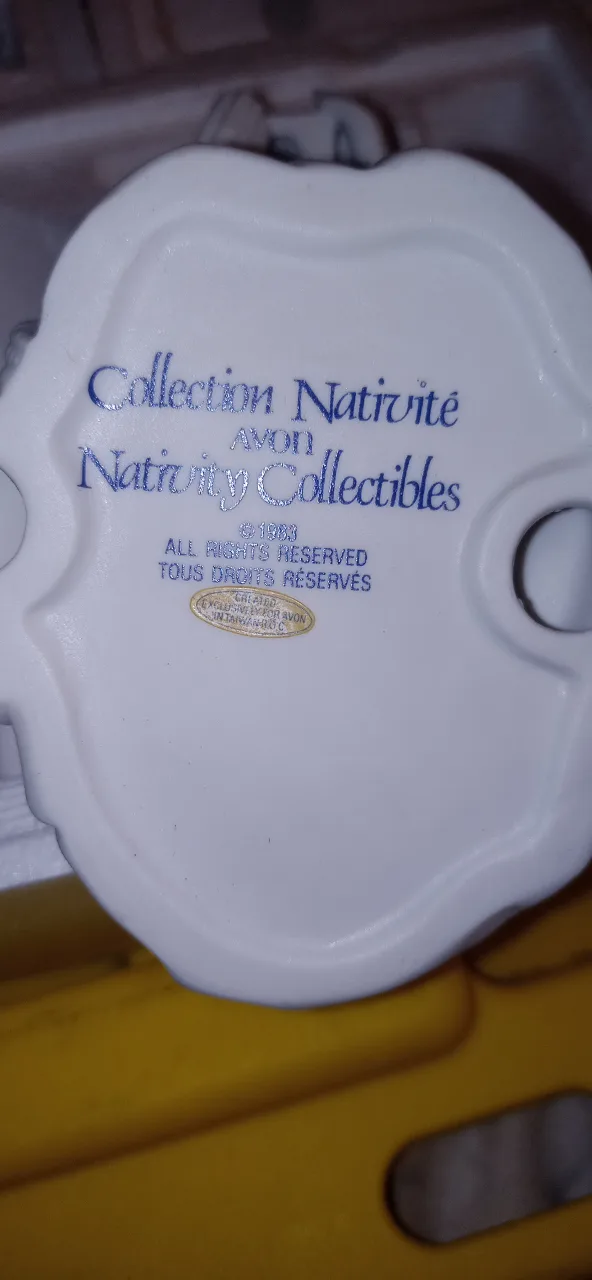 Collection Nativité
AVON
Nativity Collectibles
© 1983
ALL RIGHTS RESERVED
TOUS DROITS RÉSERVÉS
CREATED
EXCLUSIVELY FOR AVON
IN TAIWAN R.O.C.